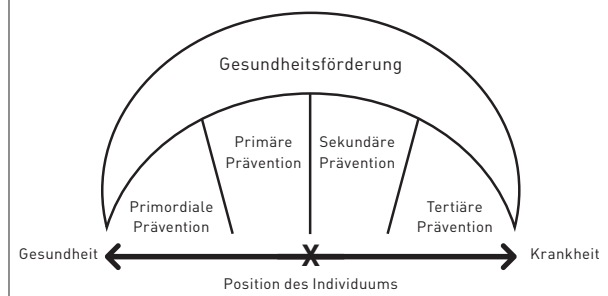 Gesundheitsförderung
Primäre
Prävention
Sekundäre
Prävention
Primordiale
Prävention
Tertiäre
Prävention
Gesundheit
X
Krankheit
Position des Individuums